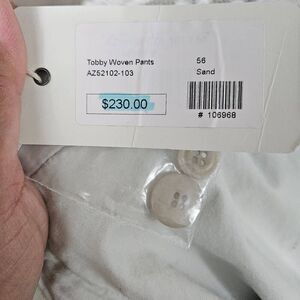 Tobby Woven Pants
56
AZ52102-103
Sand
$230.00
# 106968